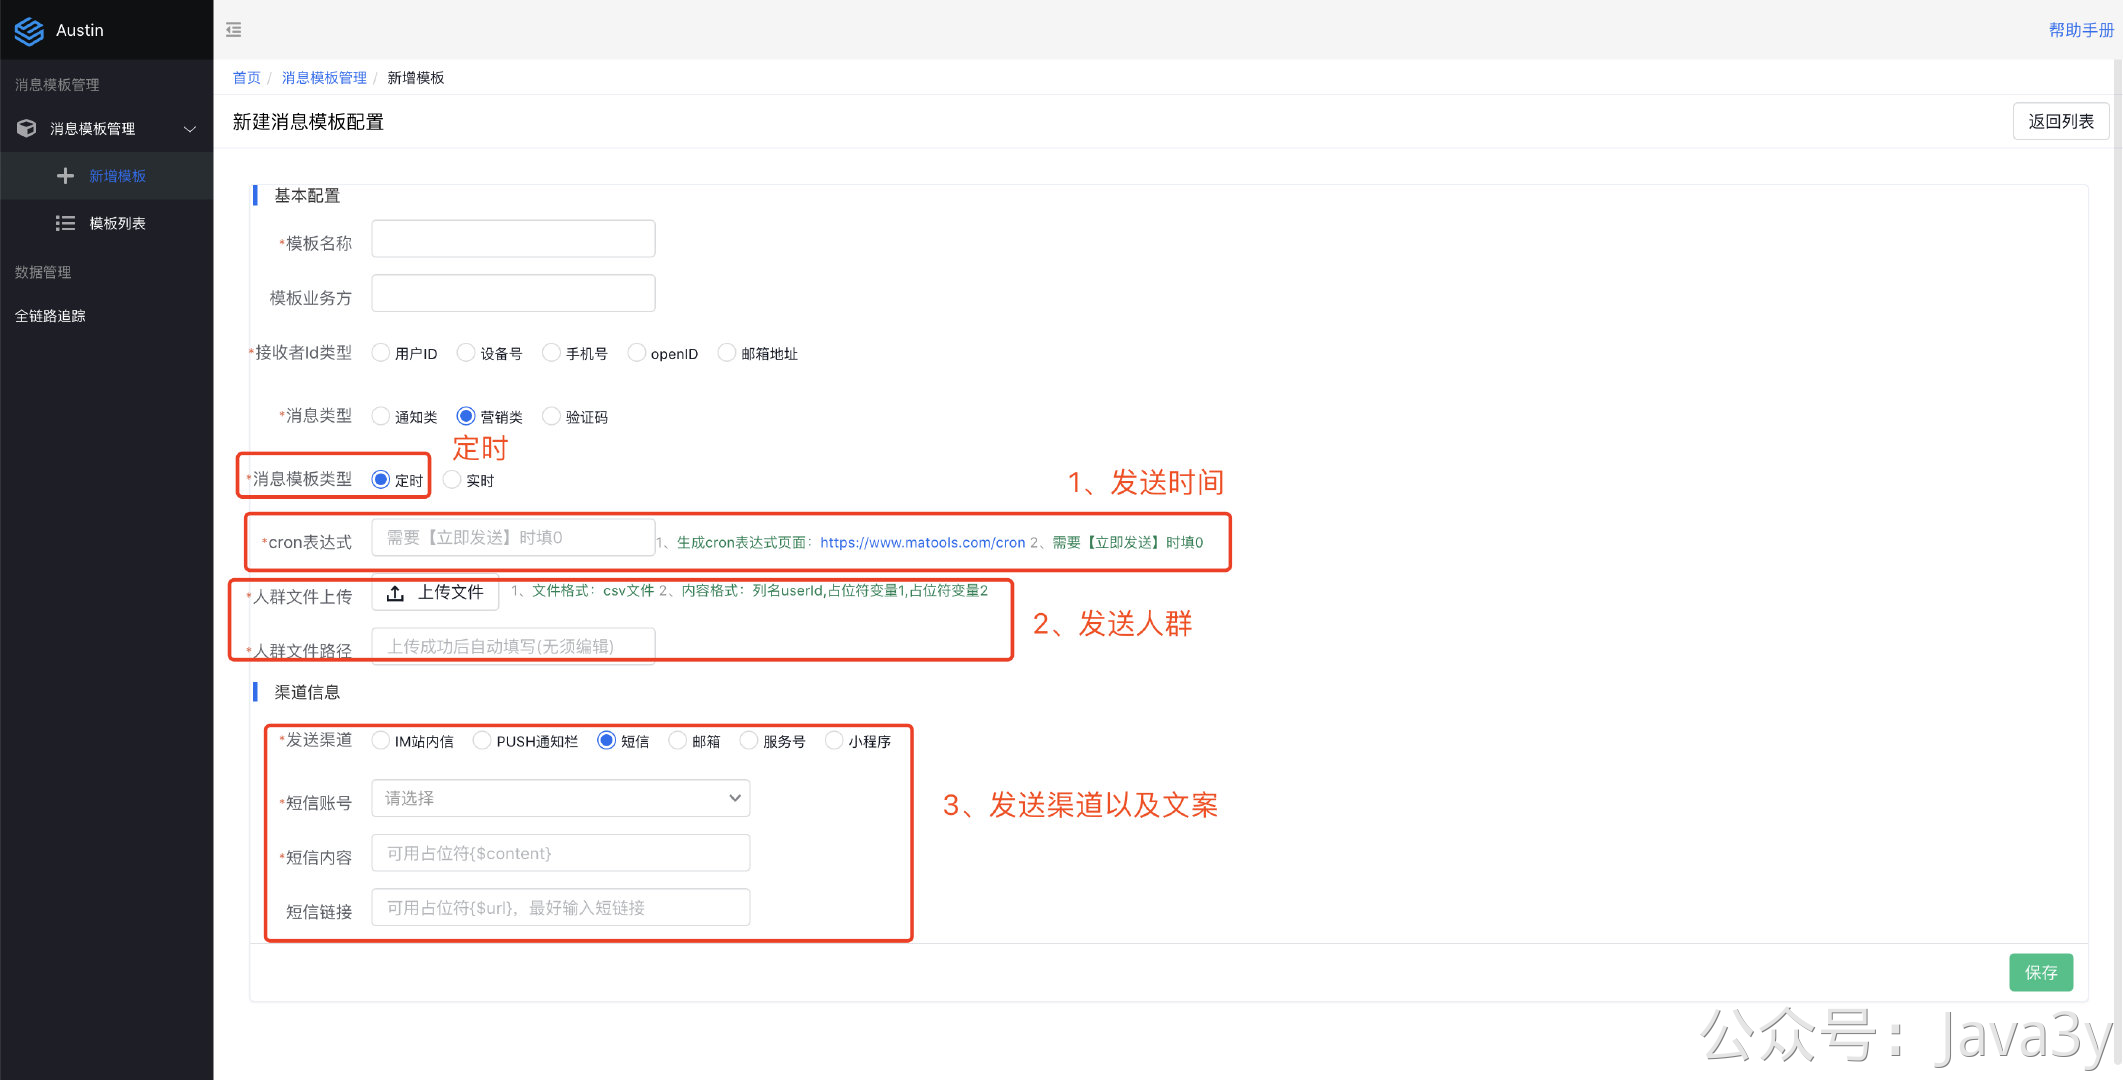 Austin
帮助手册
消息模板管理
消息模板管理
新增模板
模板列表
数据管理
全链路追踪
首页 / 消息模板管理 / 新增模板
新建消息模板配置
返回列表
基本配置
*模板名称
模板业务方
*接收者Id类型 用户ID 设备号 手机号 openID 邮箱地址
*消息类型 通知类 营销类 验证码
定时
*消息模板类型 定时 实时
1、发送时间
*cron表达式 需要【立即发送】时填0 1、生成cron表达式页面：https://www.matools.com/cron 2、需要【立即发送】时填0
*人群文件上传 上传文件 1、文件格式：csv文件 2、内容格式：列名userId,占位符变量1,占位符变量2
2、发送人群
*人群文件路径 上传成功后自动填写(无须编辑)
渠道信息
*发送渠道 IM站内信 PUSH通知栏 短信 邮箱 服务号 小程序
*短信账号 请选择
3、发送渠道以及文案
*短信内容 可用占位符{$content}
短信链接 可用占位符{$url}，最好输入短链接
保存
公众号：Java3y